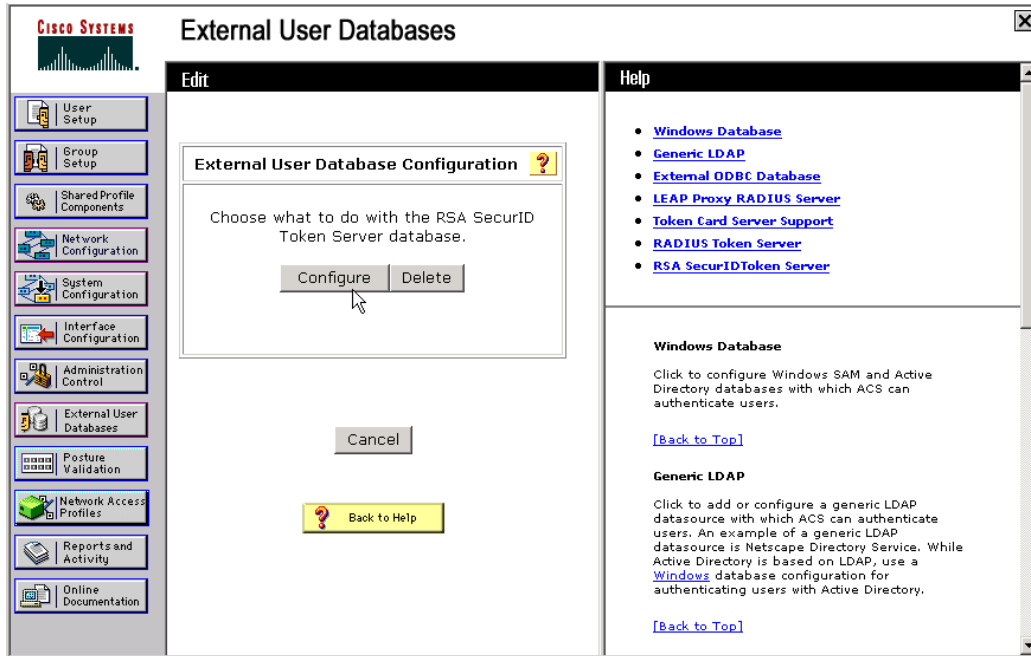 CISCO SYSTEMS
External User Databases
Edit
Help
User
Setup
Group
Setup
Shared Profile
Components
Network
Configuration
System
Configuration
Interface
Configuration
Administration
Control
External User
Databases
Posture
Validation
Network Access
Profiles
Reports and
Activity
Online
Documentation
External User Database Configuration
?
Choose what to do with the RSA SecurID
Token Server database.
Configure
Delete
Cancel
? Back to Help
Windows Database
Generic LDAP
External ODBC Database
LEAP Proxy RADIUS Server
Token Card Server Support
RADIUS Token Server
RSA SecurIDToken Server
Windows Database
Click to configure Windows SAM and Active
Directory databases with which ACS can
authenticate users.
[Back to Top]
Generic LDAP
Click to add or configure a generic LDAP
datasource with which ACS can authenticate
users. An example of a generic LDAP
datasource is Netscape Directory Service. While
Active Directory is based on LDAP, use a
Windows database configuration for
authenticating users with Active Directory.
[Back to Top]